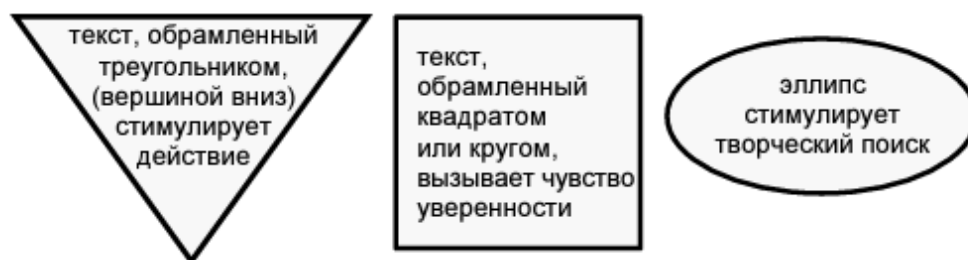 текст, обрамленный
треугольником,
(вершиной вниз)
стимулирует
действие
текст,
обрамленный
квадратом
или кругом,
вызывает чувство
уверенности
эллипс
стимулирует
творческий поиск